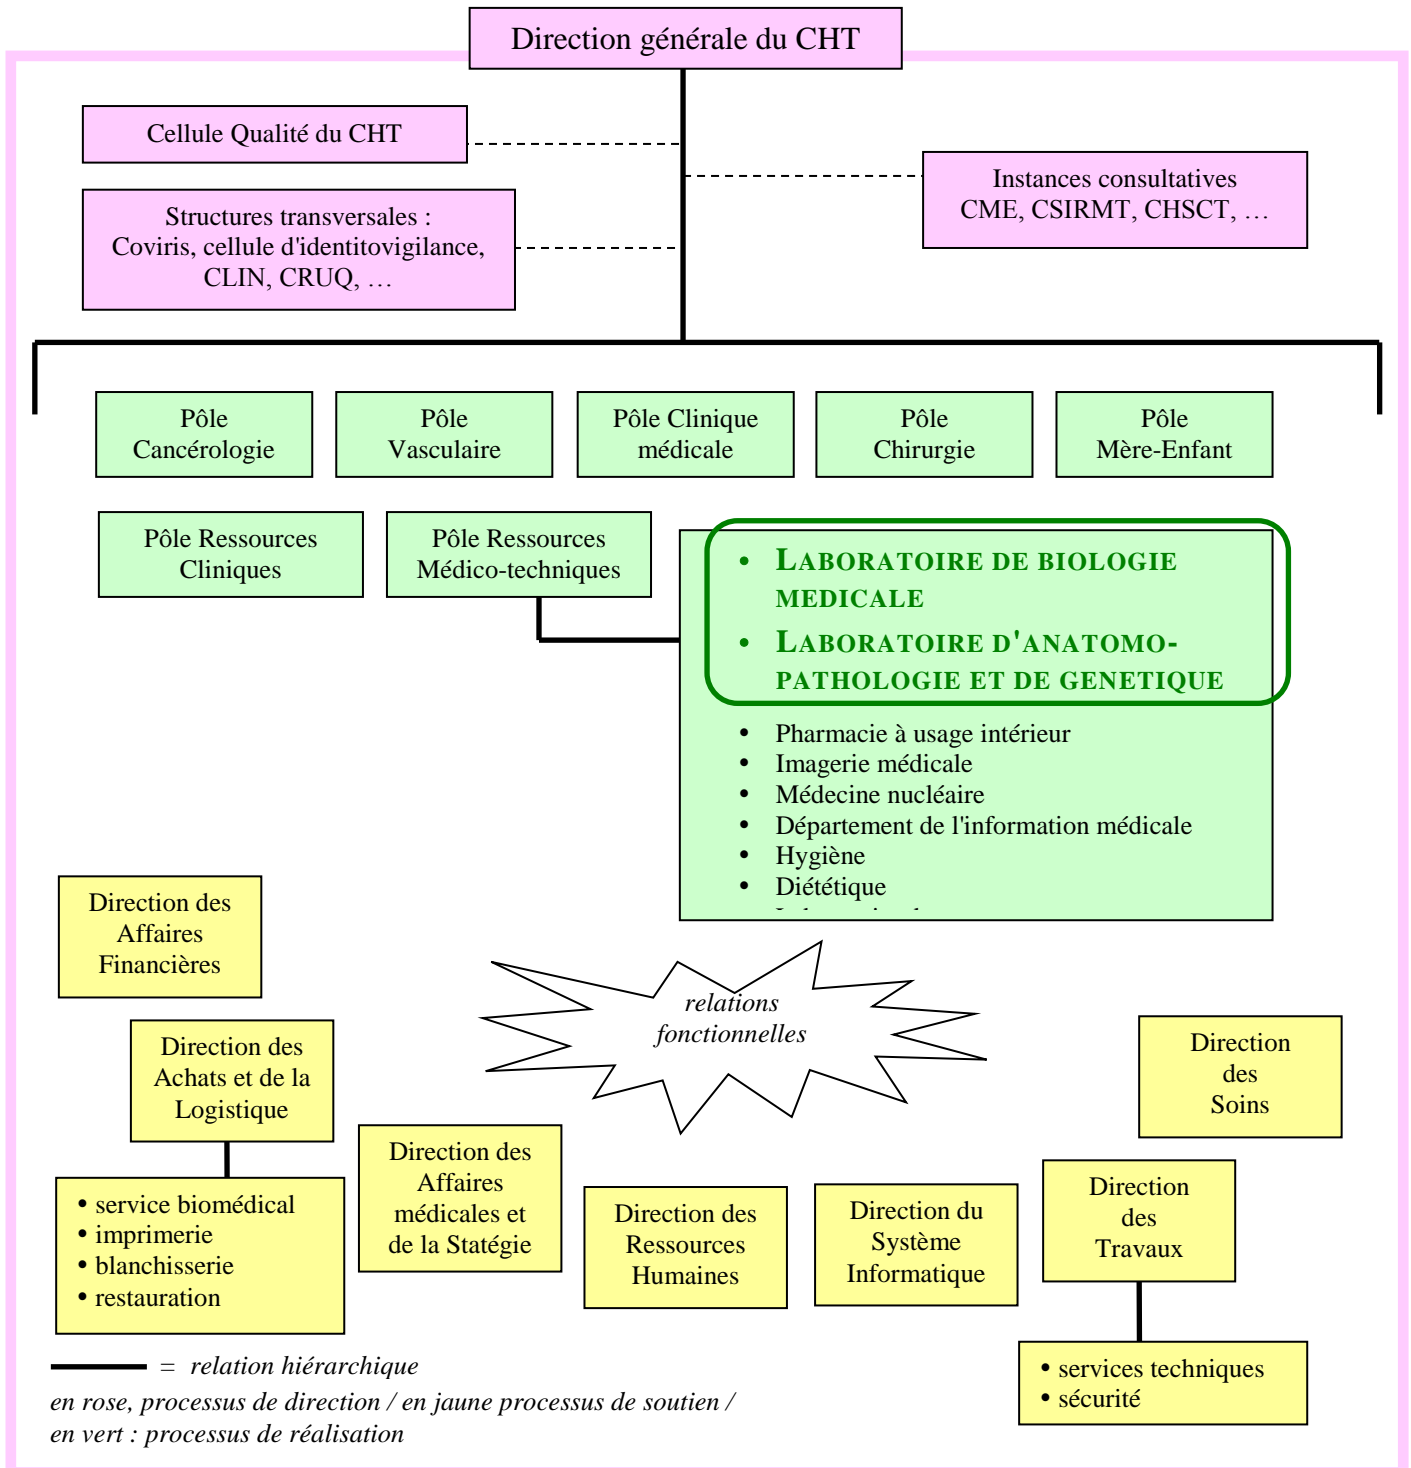 Direction générale du CHT
Cellule Qualité du CHT
Instances consultatives
CME, CSIRMT, CHSCT, …
Structures transversales :
Coviris, cellule d'identitovigilance,
CLIN, CRUQ, …
Pôle
Cancérologie
Pôle
Vasculaire
Pôle Clinique
médicale
Pôle
Chirurgie
Pôle
Mère-Enfant
Pôle Ressources
Cliniques
Pôle Ressources
Médico-techniques
• LABORATOIRE DE BIOLOGIE
MEDICALE
• LABORATOIRE D'ANATOMO-
PATHOLOGIE ET DE GENETIQUE
• Pharmacie à usage intérieur
• Imagerie médicale
• Médecine nucléaire
• Département de l'information médicale
• Hygiène
• Diététique
Direction des
Affaires
Financières
relations
fonctionnelles
Direction des
Achats et de la
Logistique
Direction
des
Soins
Direction des
Affaires
médicales et
de la Statégie
Direction des
Ressources
Humaines
Direction du
Système
Informatique
Direction
des
Travaux
• service biomédical
• imprimerie
• blanchisserie
• restauration
• services techniques
• sécurité
= relation hiérarchique
en rose, processus de direction / en jaune processus de soutien /
en vert : processus de réalisation